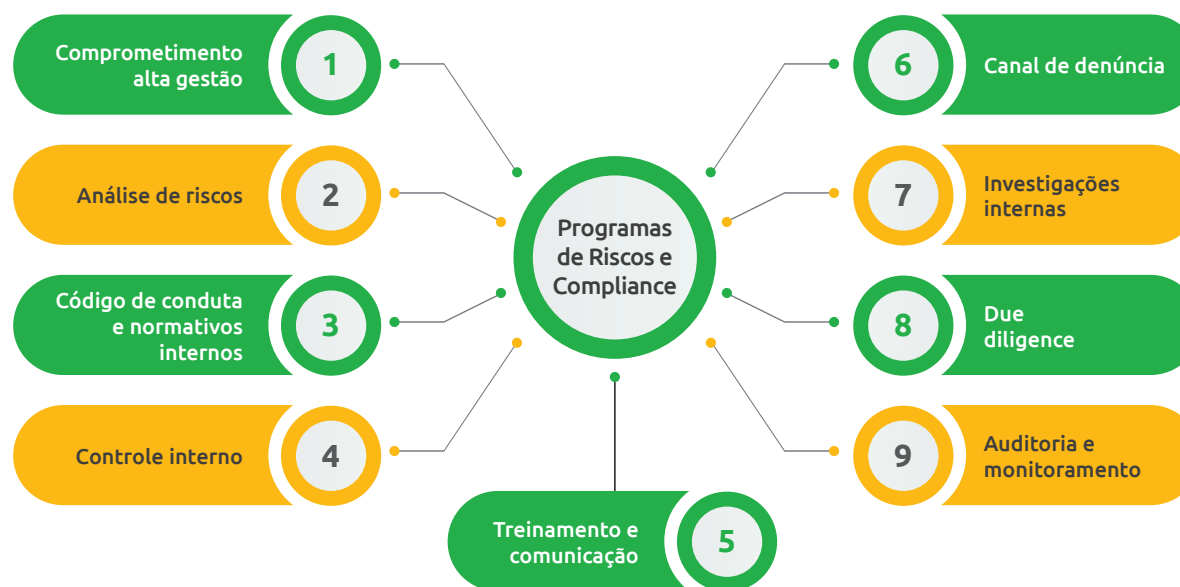 Comprometimento
alta gestão
1
Análise de riscos
2
Código de conduta
e normativos
internos
3
Controle interno
4
Programas
de Riscos e
Compliance
Treinamento e
comunicação
5
6
Canal de denúncia
7
Investigações
internas
8
Due
diligence
9
Auditoria e
monitoramento